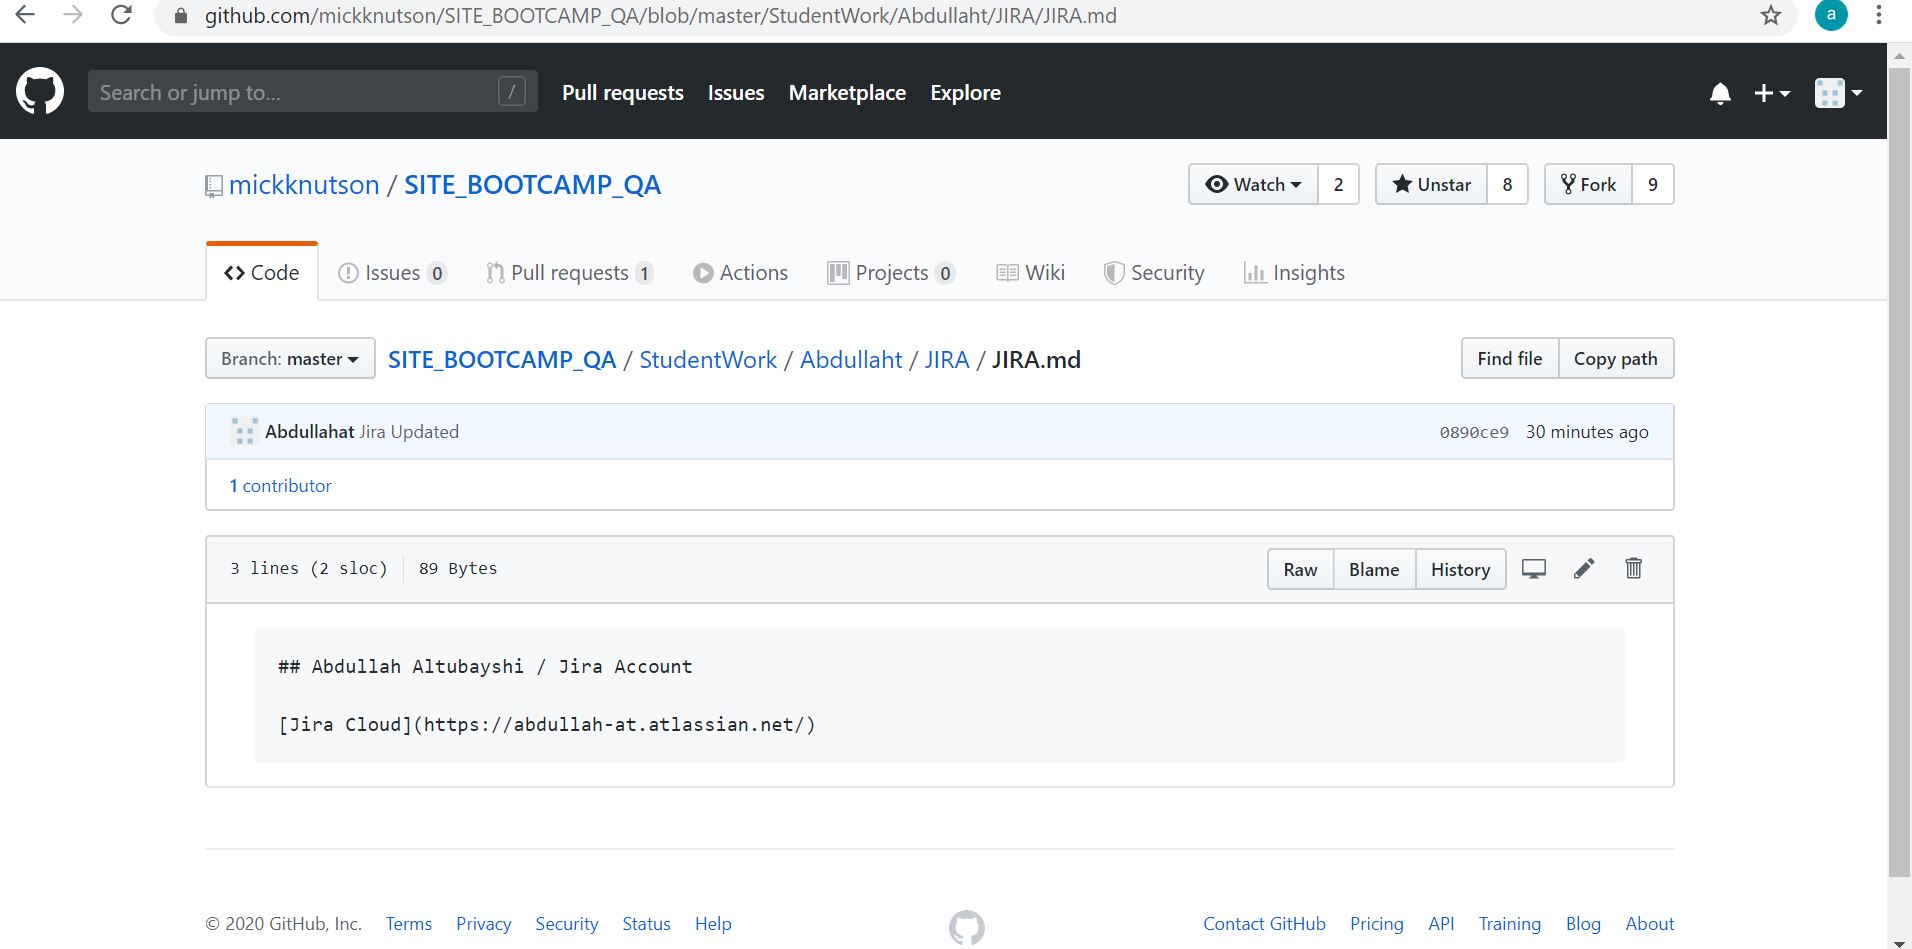 github.com/mickknutson/SITE_BOOTCAMP_QA/blob/master/StudentWork/Abdullaht/JIRA/JIRA.md
a
Search or jump to... / Pull requests Issues Marketplace Explore
mickknutson / SITE_BOOTCAMP_QA Watch 2 Unstar 8 Fork 9
Code Issues 0 Pull requests 1 Actions Projects 0 Wiki Security Insights
Branch: master SITE_BOOTCAMP_QA / StudentWork / Abdullaht / JIRA / JIRA.md Find file Copy path
Abdullahat Jira Updated 0890ce9 30 minutes ago
1 contributor
3 lines (2 sloc) 89 Bytes Raw Blame History
## Abdullah Altubayshi / Jira Account
[Jira Cloud](https://abdullah-at.atlassian.net/)
© 2020 GitHub, Inc. Terms Privacy Security Status Help Contact GitHub Pricing API Training Blog About